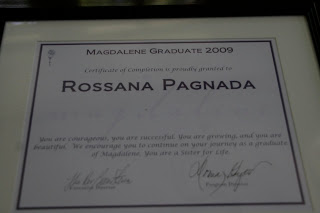 MAGDALENE GRADUATE 2009
Certificate of Completion is proudly granted to
ROSSANA PAGNADA
You are courageous, you are successful. You are growing, and you are
beautiful. We encourage you to continue on your journey as a graduate
of Magdalene. You are a Sister for Life.
Program Director